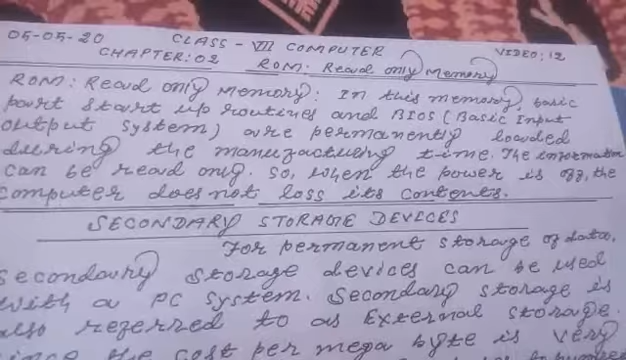 05-05-20 CLASS - VII COMPUTER VIDEO: 12
CHAPTER: 02 ROM: Read only Memory
ROM: Read only Memory: In this memory, basic
part start up routines and BIOS (Basic Input
output system) are permanently loaded
during the manufacturing time. The information
can be read only. So, when the power is off, the
computer does not loss its contents.
SECONDARY STORAGE DEVICES
For permanent storage of data,
secondary storage devices can be used
with a PC system. Secondary storage is
also referred to as External storage.
since the cost per mega byte is very